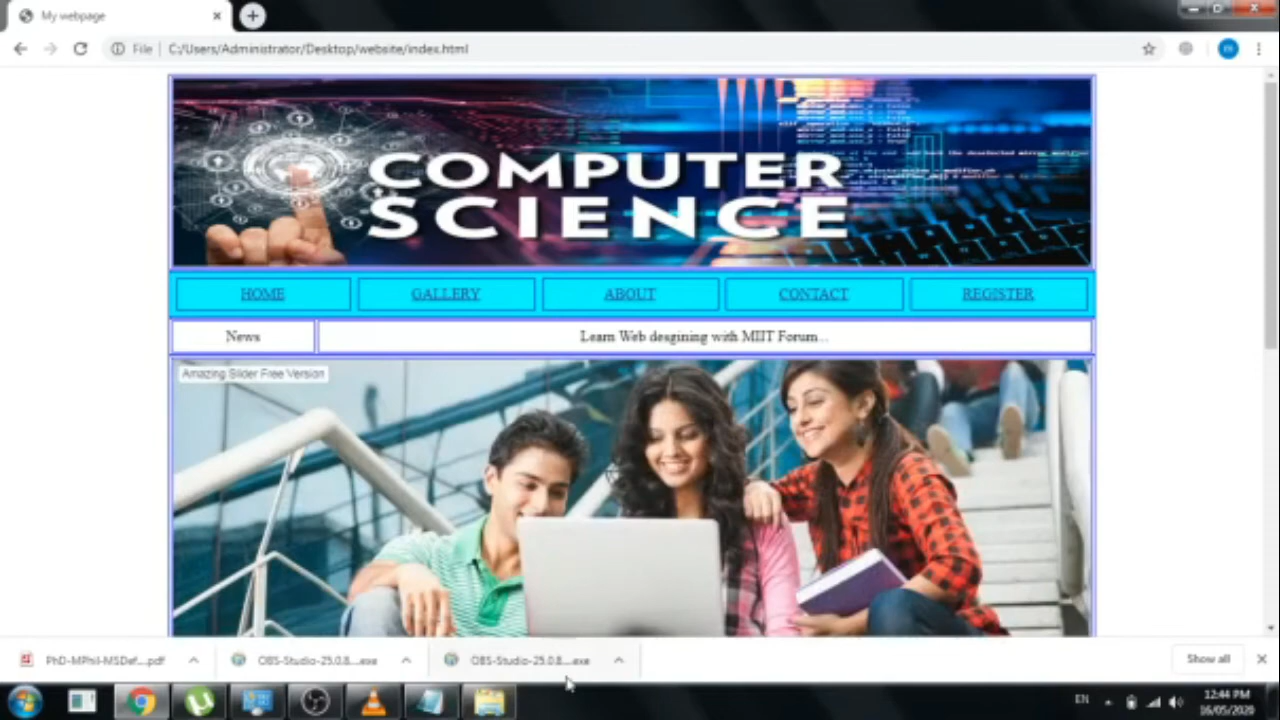 My webpage
File
C:/Users/Administrator/Desktop/website/index.html
COMPUTER
SCIENCE
HOME
GALLERY
ABOUT
CONTACT
REGISTER
News
Learn Web desgining with MIIT Forum...
Amazing Slider Free Version
PhD-MPhil-MSDef....pdf
OBS-Studio-25.0.8....exe
OBS-Studio-25.0.8....exe
Show all
EN
12:44 PM
16/05/2020